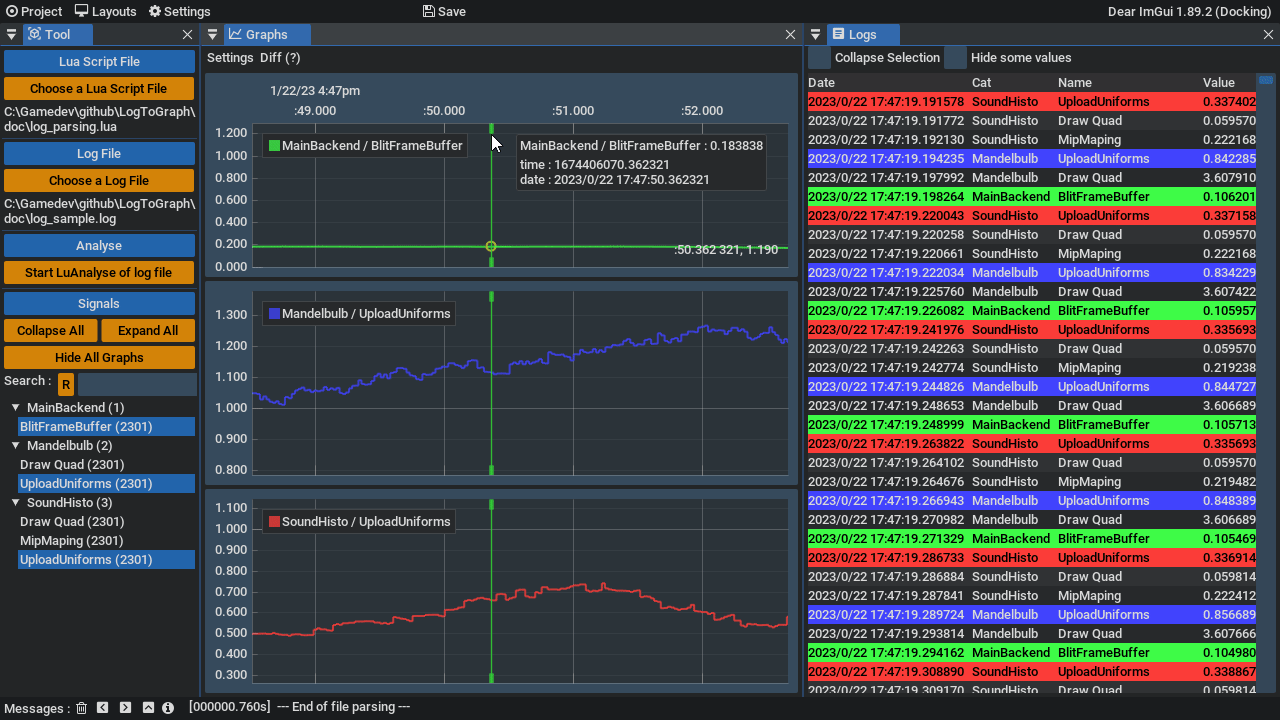 Project Layouts Settings Save Dear ImGui 1.89.2 (Docking)
Tool
Lua Script File
Choose a Lua Script File
C:\Gamedev\github\LogToGraph\
doc\log_parsing.lua
Log File
Choose a Log File
C:\Gamedev\github\LogToGraph\
doc\log_sample.log
Analyse
Start LuAnalyse of log file
Signals
Collapse All Expand All
Hide All Graphs
Search : R
MainBackend (1)
BlitFrameBuffer (2301)
Mandelbulb (2)
Draw Quad (2301)
UploadUniforms (2301)
SoundHisto (3)
Draw Quad (2301)
MipMaping (2301)
UploadUniforms (2301)
Graphs
Settings Diff (?)
1/22/23 4:47pm
:49.000 :50.000 :51.000 :52.000
1.200
1.000
0.800
0.600
0.400
0.200
0.000
MainBackend / BlitFrameBuffer
MainBackend / BlitFrameBuffer : 0.183838
time : 1674406070.362321
date : 2023/0/22 17:47:50.362321
:50.362 321, 1.190
Mandelbulb / UploadUniforms
1.300
1.200
1.100
1.000
0.900
0.800
SoundHisto / UploadUniforms
1.100
1.000
0.900
0.800
0.700
0.600
0.500
0.400
0.300
Logs
Collapse Selection Hide some values
Date Cat Name Value
2023/0/22 17:47:19.191578 SoundHisto UploadUniforms 0.337402
2023/0/22 17:47:19.191772 SoundHisto Draw Quad 0.059570
2023/0/22 17:47:19.192130 SoundHisto MipMaping 0.222168
2023/0/22 17:47:19.194235 Mandelbulb UploadUniforms 0.842285
2023/0/22 17:47:19.197992 Mandelbulb Draw Quad 3.607910
2023/0/22 17:47:19.198264 MainBackend BlitFrameBuffer 0.106201
2023/0/22 17:47:19.220043 SoundHisto UploadUniforms 0.337158
2023/0/22 17:47:19.220258 SoundHisto Draw Quad 0.059570
2023/0/22 17:47:19.220661 SoundHisto MipMaping 0.222168
2023/0/22 17:47:19.222034 Mandelbulb UploadUniforms 0.834229
2023/0/22 17:47:19.225760 Mandelbulb Draw Quad 3.607422
2023/0/22 17:47:19.226082 MainBackend BlitFrameBuffer 0.105957
2023/0/22 17:47:19.241976 SoundHisto UploadUniforms 0.335693
2023/0/22 17:47:19.242263 SoundHisto Draw Quad 0.059570
2023/0/22 17:47:19.242774 SoundHisto MipMaping 0.219238
2023/0/22 17:47:19.244826 Mandelbulb UploadUniforms 0.844727
2023/0/22 17:47:19.248653 Mandelbulb Draw Quad 3.606689
2023/0/22 17:47:19.248999 MainBackend BlitFrameBuffer 0.105713
2023/0/22 17:47:19.263822 SoundHisto UploadUniforms 0.335693
2023/0/22 17:47:19.264102 SoundHisto Draw Quad 0.059570
2023/0/22 17:47:19.264676 SoundHisto MipMaping 0.219482
2023/0/22 17:47:19.266943 Mandelbulb UploadUniforms 0.848389
2023/0/22 17:47:19.270982 Mandelbulb Draw Quad 3.606689
2023/0/22 17:47:19.271329 MainBackend BlitFrameBuffer 0.105469
2023/0/22 17:47:19.286733 SoundHisto UploadUniforms 0.336914
2023/0/22 17:47:19.286884 SoundHisto Draw Quad 0.059814
2023/0/22 17:47:19.287841 SoundHisto MipMaping 0.222412
2023/0/22 17:47:19.289724 Mandelbulb UploadUniforms 0.856689
2023/0/22 17:47:19.293814 Mandelbulb Draw Quad 3.607666
2023/0/22 17:47:19.294162 MainBackend BlitFrameBuffer 0.104980
2023/0/22 17:47:19.308890 SoundHisto UploadUniforms 0.338867
2023/0/22 17:47:19.309170 SoundHisto Draw Quad 0.059814
Messages : [000000.760s] --- End of file parsing ---